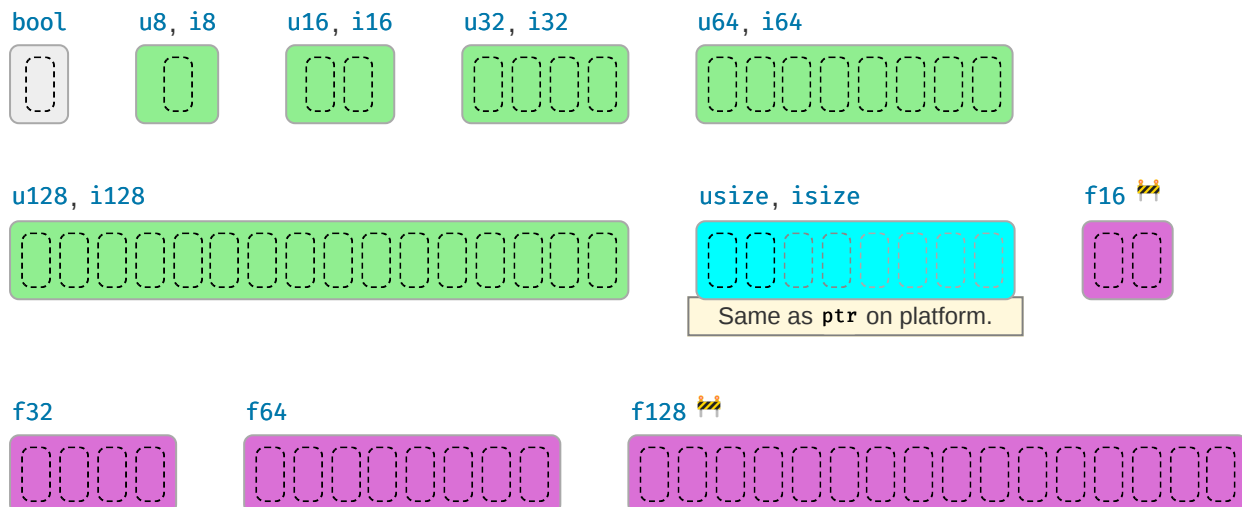 bool u8, i8 u16, i16 u32, i32 u64, i64
u128, i128 usize, isize f16 🚧
Same as ptr on platform.
f32 f64 f128 🚧